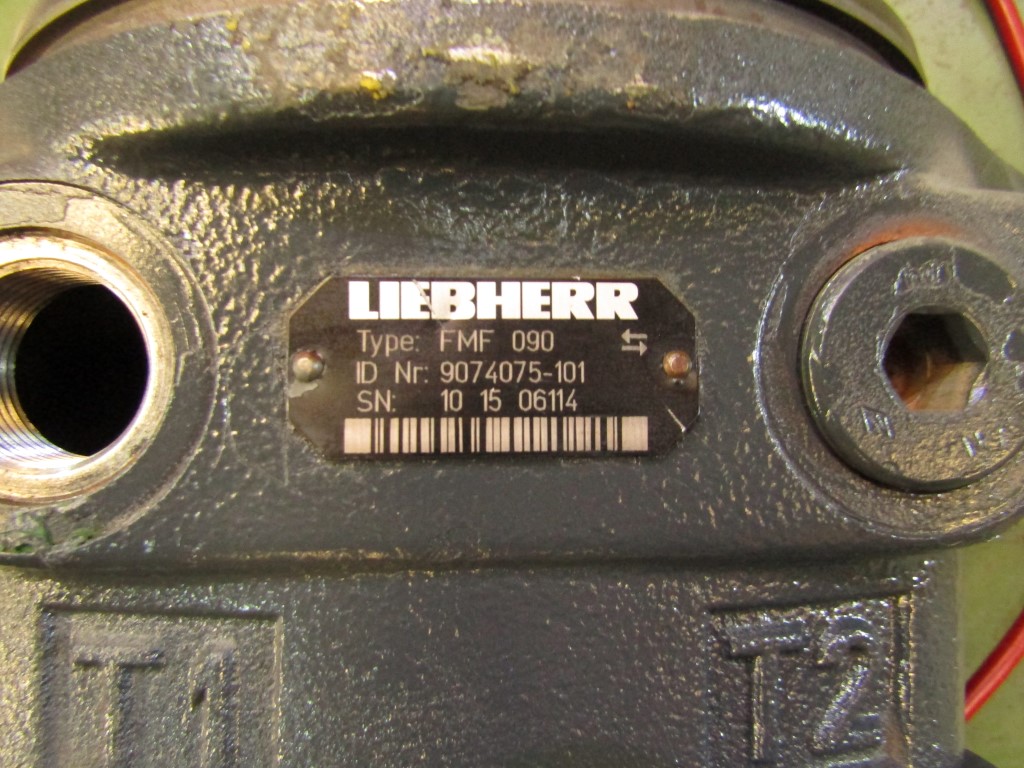 LIEBHERR
Type: FMF 090
ID Nr: 9074075-101
SN: 10 15 06114
T1
T2